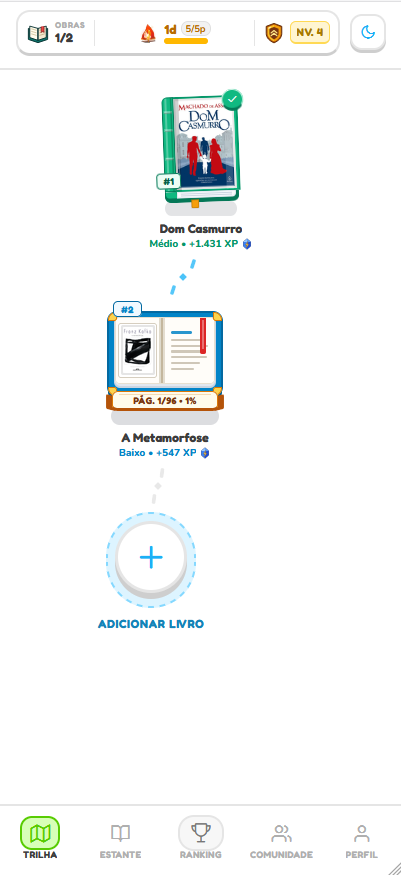 OBRAS
1/2
1d
5/5p
NV. 4
MACHADO DE ASSIS
DOM
CASMURRO
#1
Dom Casmurro
Médio • +1.431 XP
#2
Franz Kafka
PÁG. 1/96 • 1%
A Metamorfose
Baixo • +547 XP
ADICIONAR LIVRO
TRILHA
ESTANTE
RANKING
COMUNIDADE
PERFIL